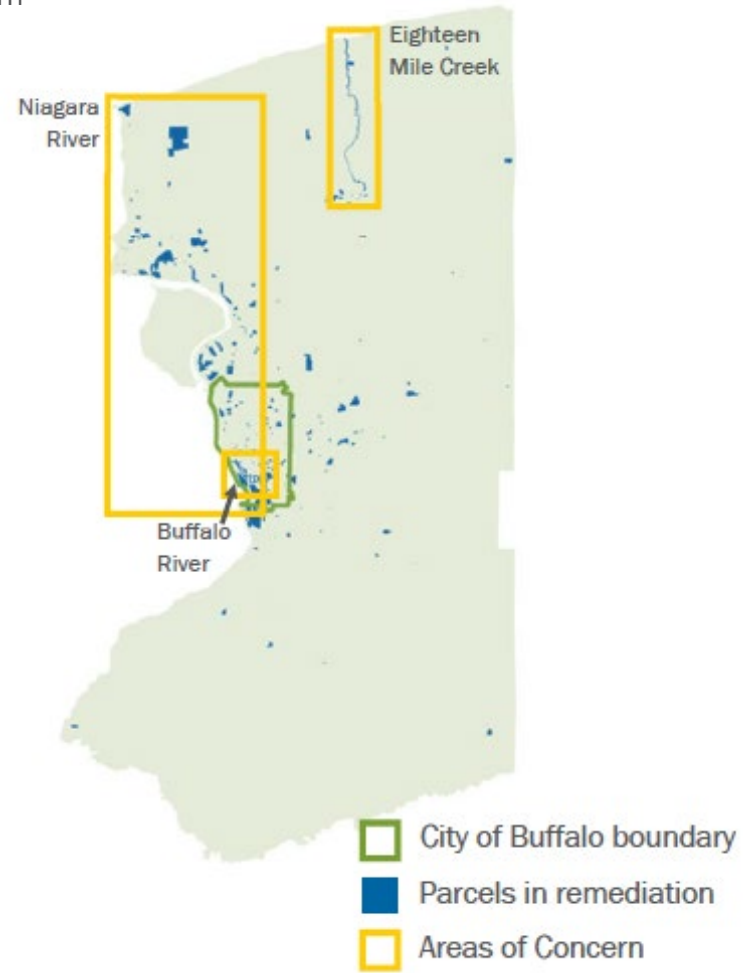 Eighteen
Mile Creek
Niagara
River
Buffalo
River
City of Buffalo boundary
Parcels in remediation
Areas of Concern